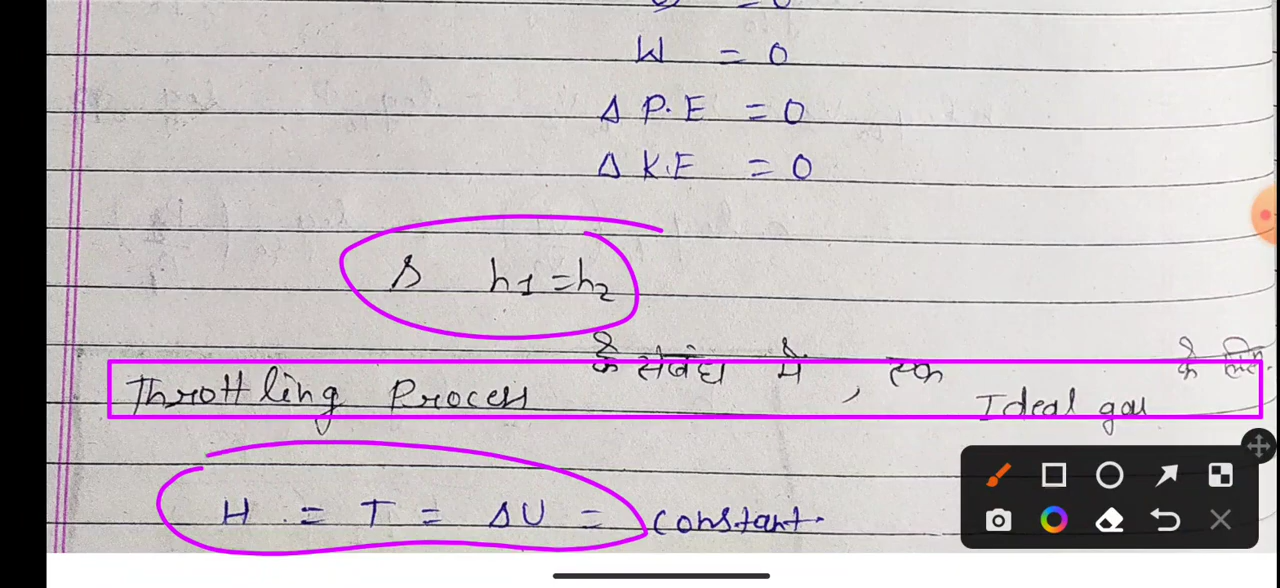 W = 0
Δ P.E = 0
Δ K.E = 0
h1 = h2
Throttling Process के संबंध में , एक Ideal gas के लिए
H = T = ΔU = constant.